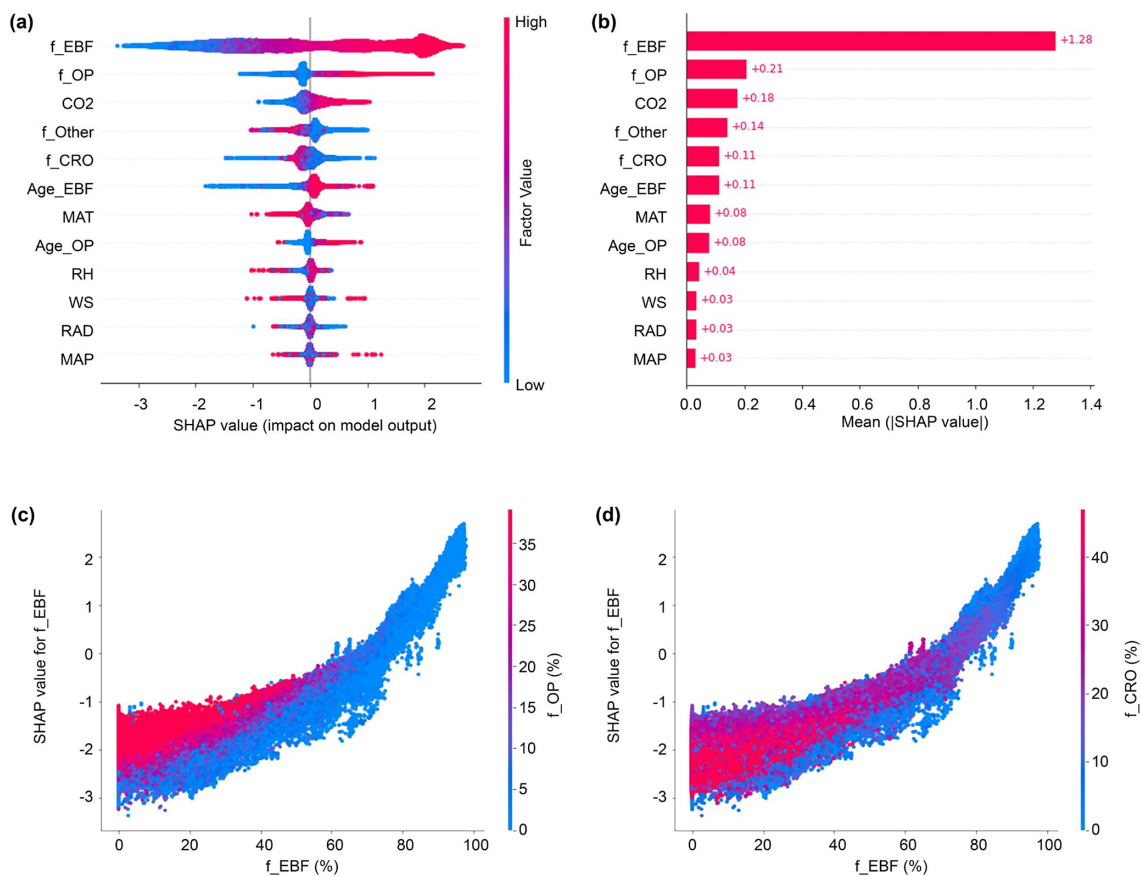 (a)
f_EBF
f_OP
CO2
f_Other
f_CRO
Age_EBF
MAT
Age_OP
RH
WS
RAD
MAP
-3 -2 -1 0 1 2
SHAP value (impact on model output)
High
Factor Value
Low
(b)
f_EBF +1.28
f_OP +0.21
CO2 +0.18
f_Other +0.14
f_CRO +0.11
Age_EBF +0.11
MAT +0.08
Age_OP +0.08
RH +0.04
WS +0.03
RAD +0.03
MAP +0.03
0.0 0.2 0.4 0.6 0.8 1.0 1.2 1.4
Mean (|SHAP value|)
(c)
SHAP value for f_EBF
2
1
0
-1
-2
-3
0 20 40 60 80 100
f_EBF (%)
35
30
25
20
15
10
5
0
f_OP (%)
(d)
SHAP value for f_EBF
2
1
0
-1
-2
-3
0 20 40 60 80 100
f_EBF (%)
40
30
20
10
0
f_CRO (%)